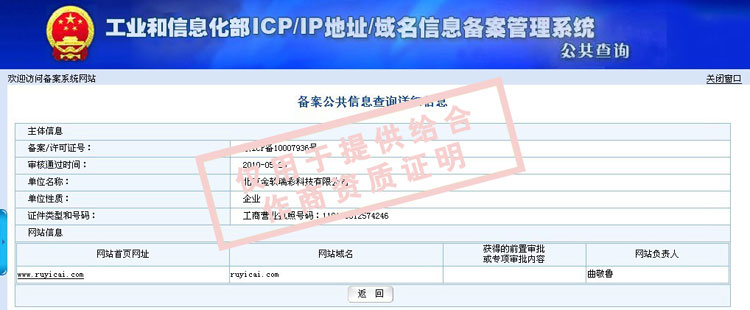 工业和信息化部ICP/IP地址/域名信息备案管理系统
公共查询
欢迎访问备案系统网站 关闭窗口
备案公共信息查询详细信息
主体信息
备案/许可证号： ICP备10007936号
审核通过时间： 2010-05-2
单位名称： 北京金软瑞彩科技有限公司
单位性质： 企业
证件类型和号码： 工商营业执照号码：110 012574246
网站信息
网站首页网址 网站域名 获得的前置审批 网站负责人
或专项审批内容
www.ruyicai.com ruyicai.com 曲敬鲁
返 回
仅用于提供给合
作商资质证明